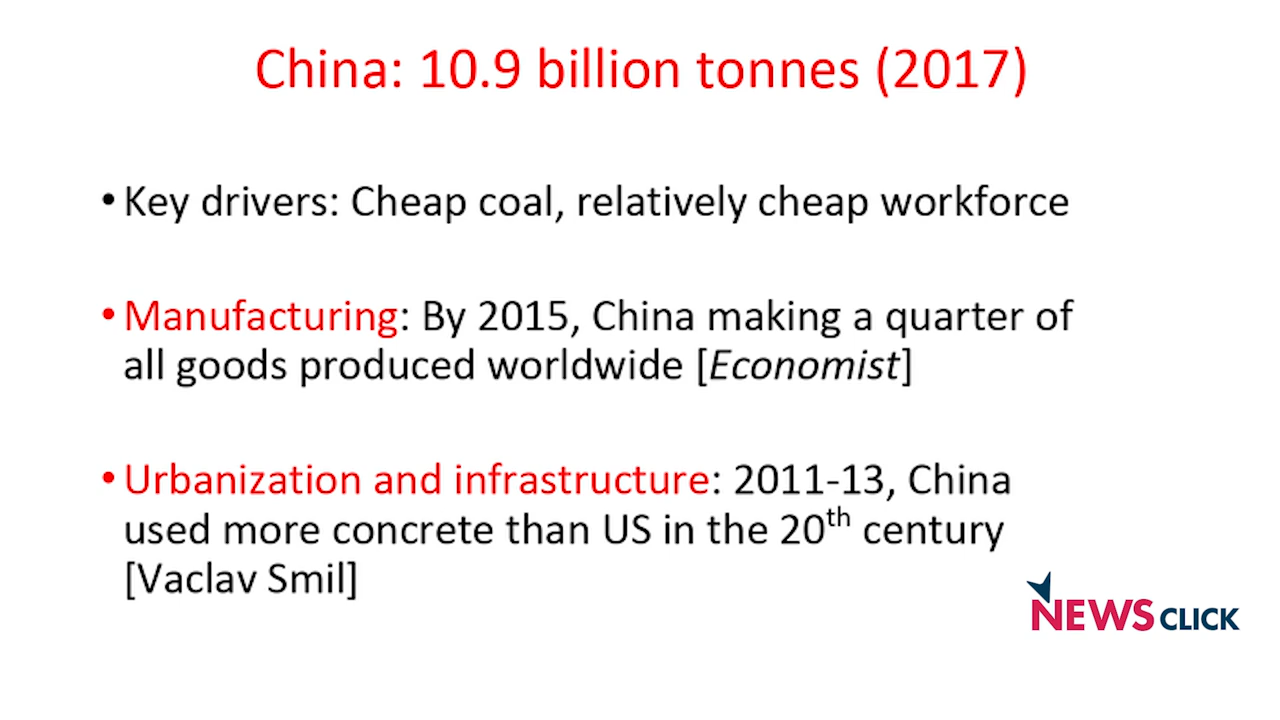 China: 10.9 billion tonnes (2017)
• Key drivers: Cheap coal, relatively cheap workforce
• Manufacturing: By 2015, China making a quarter of
all goods produced worldwide [Economist]
• Urbanization and infrastructure: 2011-13, China
used more concrete than US in the 20th century
[Vaclav Smil]
NEWSCLICK